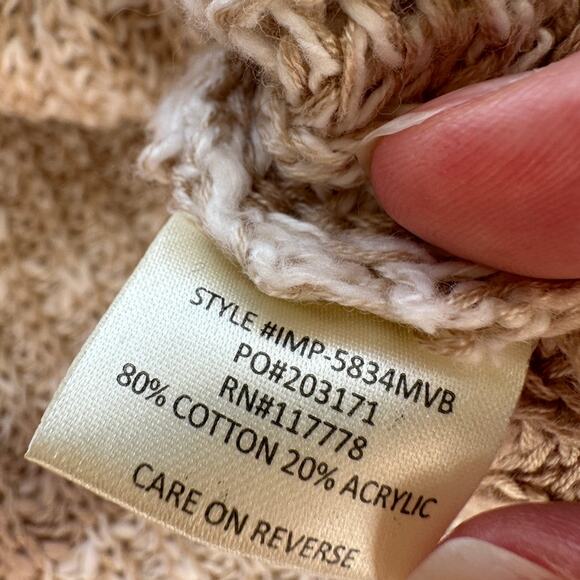 STYLE #IMP-5834MVB
PO#203171
RN#117778
80% COTTON 20% ACRYLIC
CARE ON REVERSE